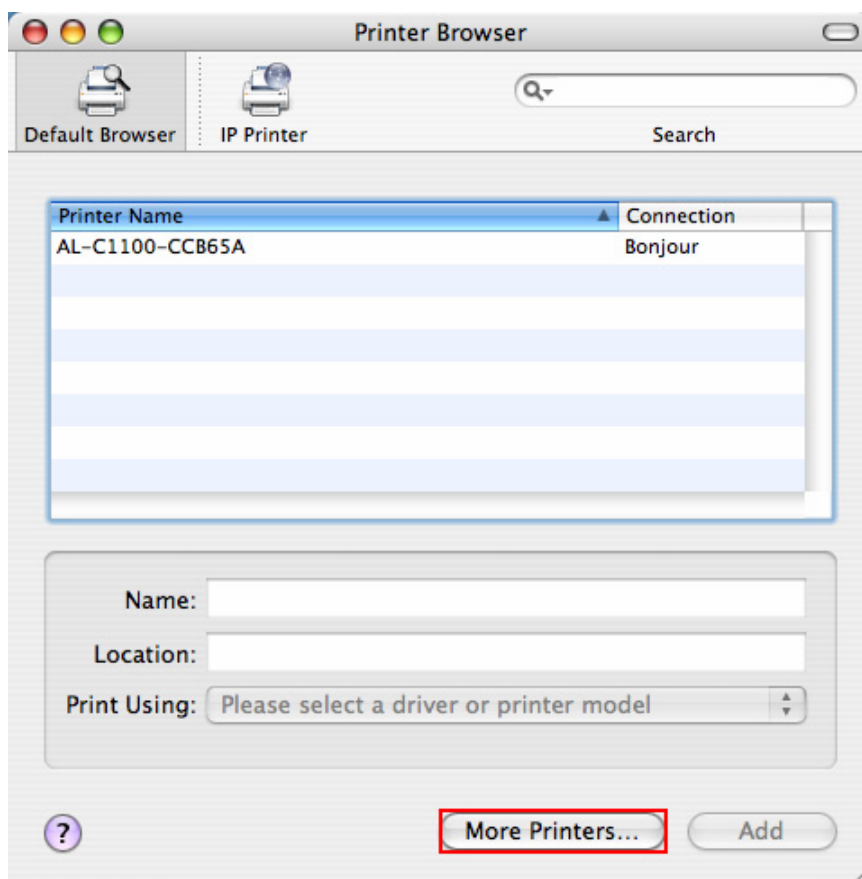 Printer Browser
Default Browser
IP Printer
Search
Printer Name
Connection
AL-C1100-CCB65A
Bonjour
Name:
Location:
Print Using:
Please select a driver or printer model
?
More Printers...
Add